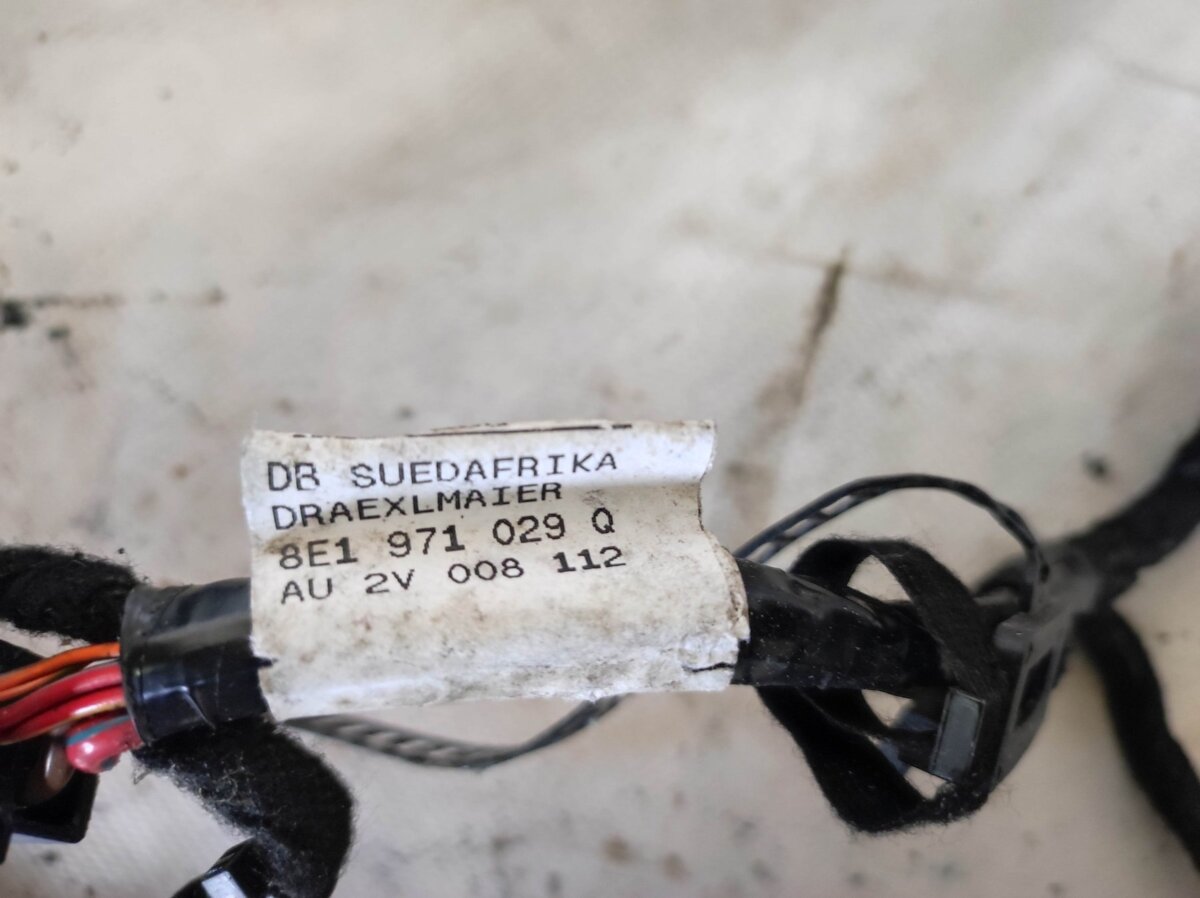 DB SUEDAFRIKA
DRAEXLMAIER
8E1 971 029 Q
AU 2V 008 112